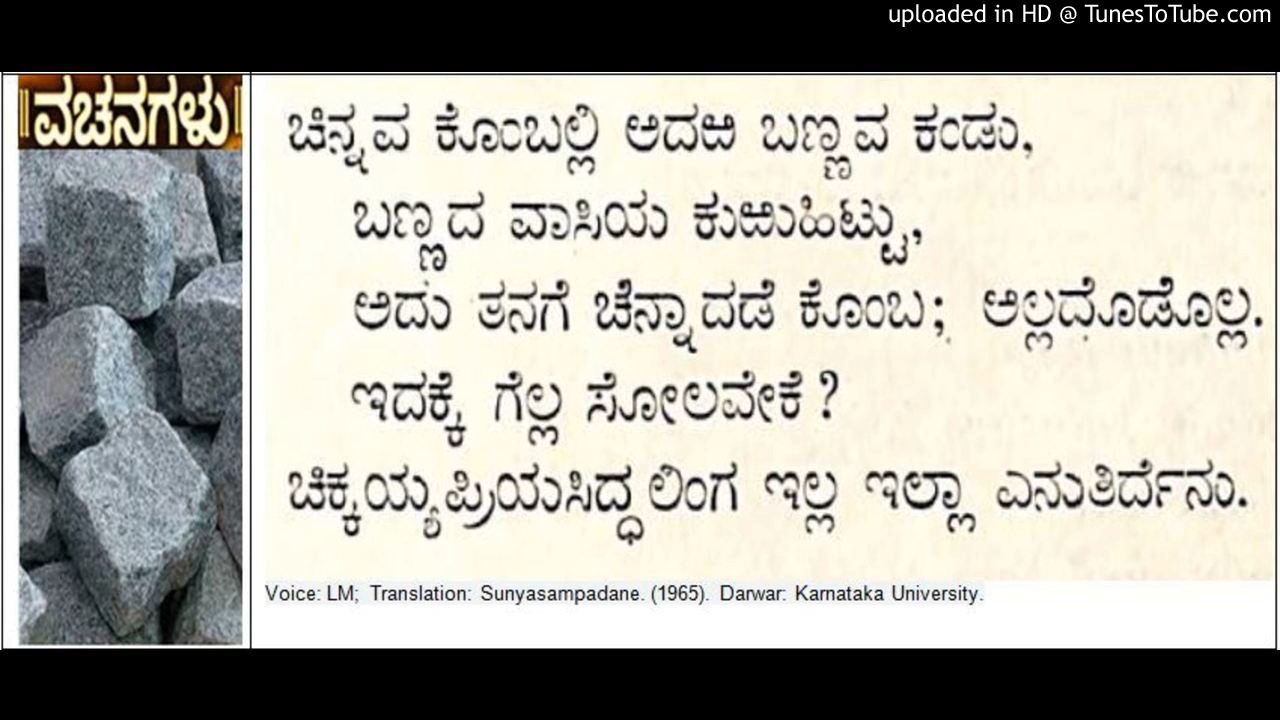 uploaded in HD @ TunesToTube.com
॥ವಚನಗಳು॥
ಚಿನ್ನವ ಕೊಂಬಲ್ಲಿ ಅದಱ ಬಣ್ಣವ ಕಂಡು,
ಬಣ್ಣದ ವಾಸಿಯ ಕುಱುಹಿಟ್ಟು,
ಅದು ತನಗೆ ಚೆನ್ನಾದಡೆ ಕೊಂಬ; ಅಲ್ಲದೊಡೊಲ್ಲ.
ಇದಕ್ಕೆ ಗೆಲ್ಲ ಸೋಲವೇಕೆ ?
ಚಿಕ್ಕಯ್ಯಪ್ರಿಯಸಿದ್ಧಲಿಂಗ ಇಲ್ಲ ಇಲ್ಲಾ ಎನುತಿರ್ದೆನು.
Voice: LM; Translation: Sunyasampadane. (1965). Darwar: Karnataka University.